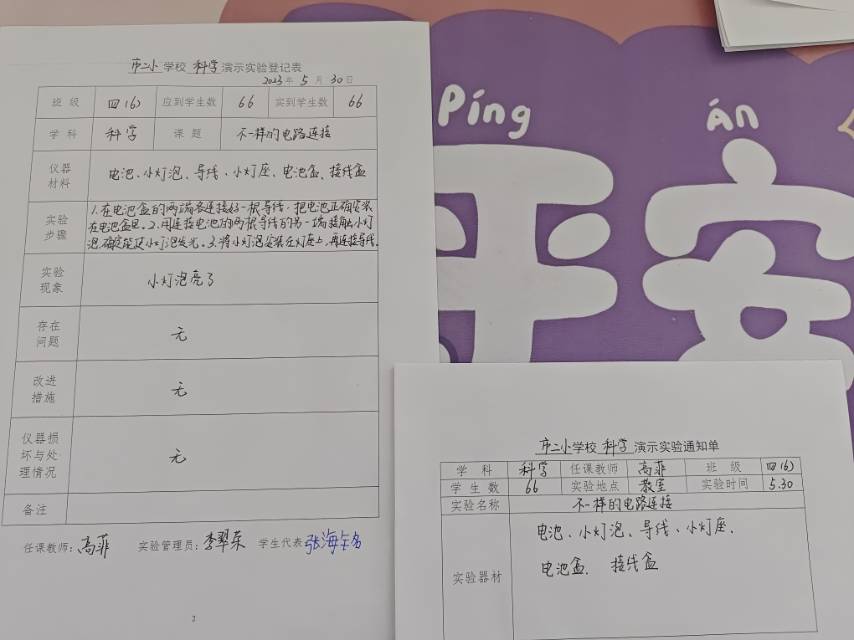 市二小学校 科学演示实验登记表
2023年5月30日
班级 四(6) 应到学生数 66 实到学生数 66
学科 科学 课题 不一样的电路连接
仪器材料 电池、小灯泡、导线、小灯座、电池盒、接线盒
实验步骤 1.在电池盒的两端各连接好一根导线,把电池正确安装
在电池盒里。2.用连接电池的两根导线的另一端接触小灯
泡,确定能使小灯泡发光。3.将小灯泡安装在灯座上,再连接导线。
实验现象 小灯泡亮了
存在问题 无
改进措施 无
仪器损坏与处理情况 无
备注
任课教师:高菲 实验管理员:李翠荣 学生代表:张海
Píng Ān
平安
市二小学校 科学演示实验通知单
学科 科学 任课教师 高菲 班级 四(6)
学生数 66 实验地点 教室 实验时间 5.30
实验名称 不一样的电路连接
实验器材 电池、小灯泡、导线、小灯座.
电池盒、接线盒
1